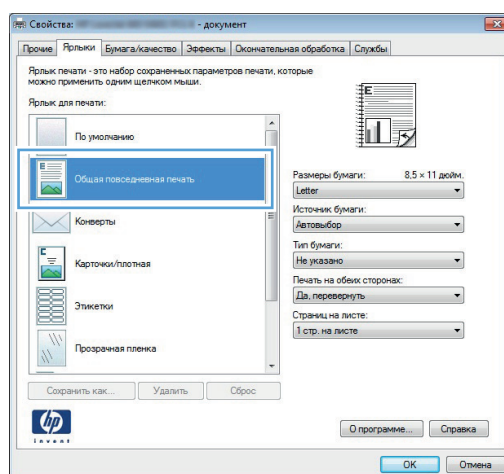 Свойства: - документ
Прочие Ярлыки Бумага/качество Эффекты Окончательная обработка Службы
Ярлык печати - это набор сохраненных параметров печати, которые
можно применить одним щелчком мыши.
Ярлык для печати:
По умолчанию
Общая повседневная печать
Конверты
Карточки/плотная
Этикетки
Прозрачная пленка
Сохранить как... Удалить Сброс
Размеры бумаги: 8,5 × 11 дюйм.
Letter
Источник бумаги:
Автовыбор
Тип бумаги:
Не указано
Печать на обеих сторонах:
Да, перевернуть
Страниц на листе:
1 стр. на листе
hp
invent
О программе... Справка
OK Отмена